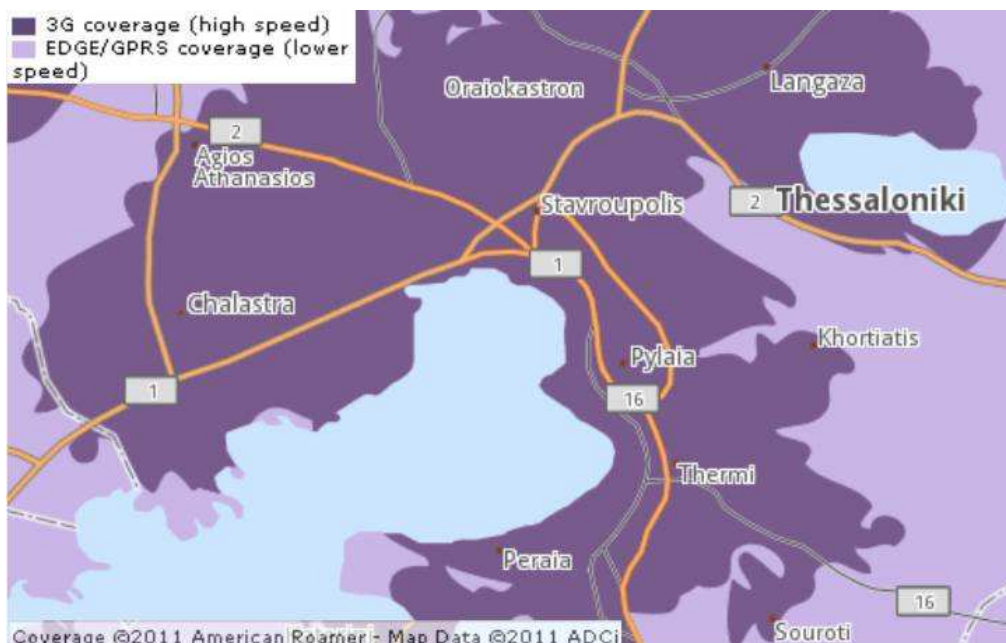 3G coverage (high speed)
EDGE/GPRS coverage (lower
speed)
Oraiokastron
Langaza
2
Agios
Athanasios
2
Thessaloniki
Stavroupolis
1
Chalastra
Khortiatis
Pylaia
1
16
Thermi
Peraia
16
Souroti
Coverage ©2011 American Roamer - Map Data ©2011 ADCi